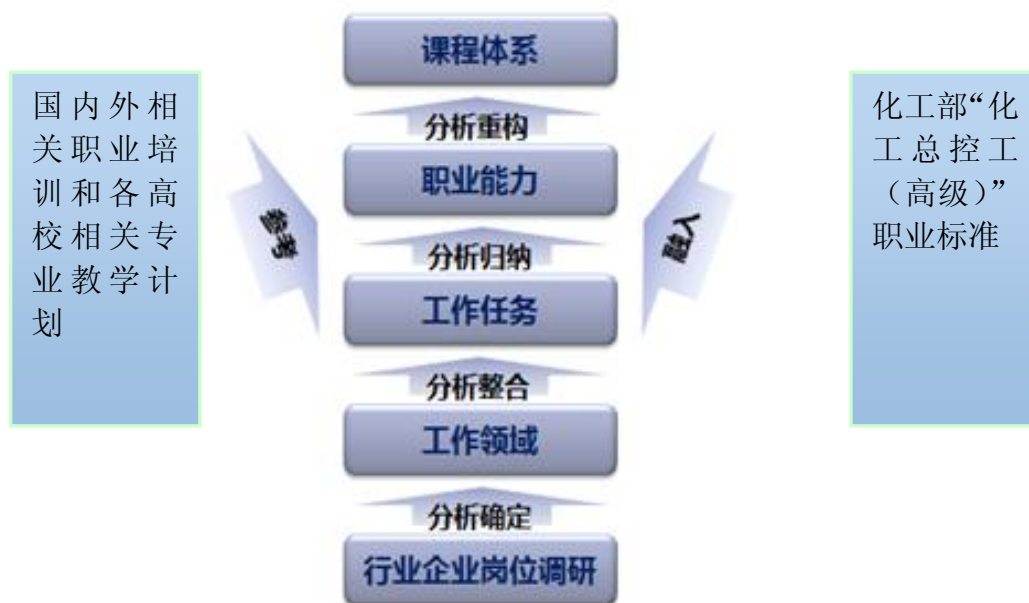 课程体系
分析重构
职业能力
分析归纳
工作任务
分析整合
工作领域
分析确定
行业企业岗位调研
国内外相
关职业培
训和各高
校相关专
业教学计
划
参考
融入
化工部“化
工总控工
（高级）”
职业标准